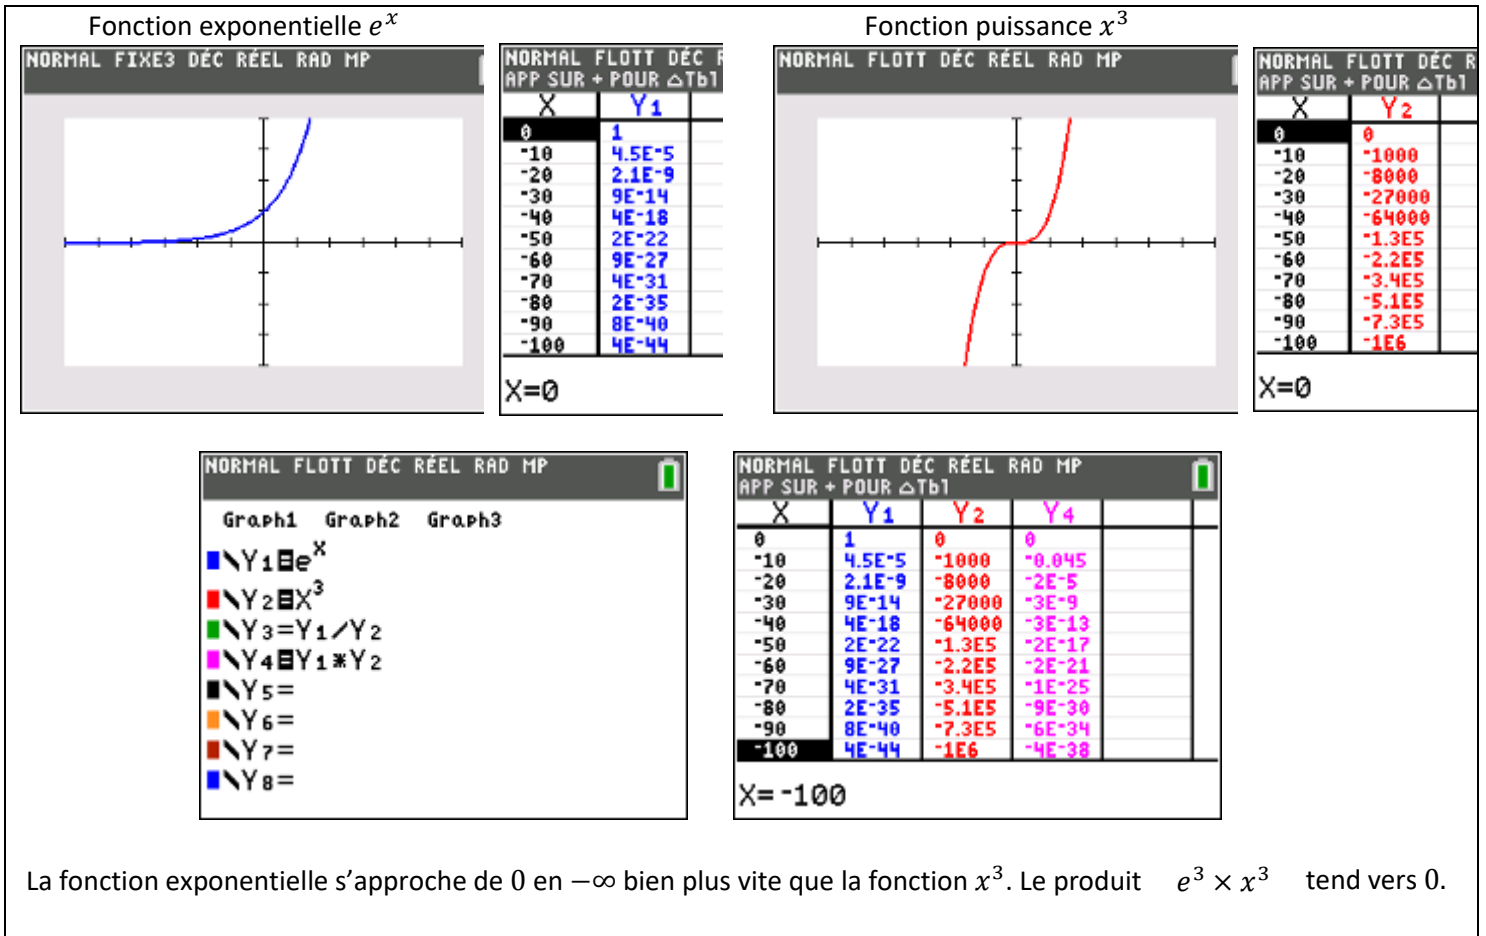 Fonction exponentielle e^x
Fonction puissance x^3
NORMAL FIXE3 DÉC RÉEL RAD MP
NORMAL FLOTT DÉC R
APP SUR + POUR △Tbl
X Y1
0 1
-10 4.5E-5
-20 2.1E-9
-30 9E-14
-40 4E-18
-50 2E-22
-60 9E-27
-70 4E-31
-80 2E-35
-90 8E-40
-100 4E-44
X=0
NORMAL FLOTT DÉC RÉEL RAD MP
NORMAL FLOTT DÉC R
APP SUR + POUR △Tbl
X Y2
0 0
-10 -1000
-20 -8000
-30 -27000
-40 -64000
-50 -1.3E5
-60 -2.2E5
-70 -3.4E5
-80 -5.1E5
-90 -7.3E5
-100 -1E6
X=0
NORMAL FLOTT DÉC RÉEL RAD MP
Graph1 Graph2 Graph3
\Y1=e^X
\Y2=X^3
\Y3=Y1/Y2
\Y4=Y1*Y2
\Y5=
\Y6=
\Y7=
\Y8=
NORMAL FLOTT DÉC RÉEL RAD MP
APP SUR + POUR △Tbl
X Y1 Y2 Y4
0 1 0 0
-10 4.5E-5 -1000 -0.045
-20 2.1E-9 -8000 -2E-5
-30 9E-14 -27000 -3E-9
-40 4E-18 -64000 -3E-13
-50 2E-22 -1.3E5 -2E-17
-60 9E-27 -2.2E5 -2E-21
-70 4E-31 -3.4E5 -1E-25
-80 2E-35 -5.1E5 -9E-30
-90 8E-40 -7.3E5 -6E-34
-100 4E-44 -1E6 -4E-38
X=-100
La fonction exponentielle s’approche de 0 en −∞ bien plus vite que la fonction x^3. Le produit e^3 × x^3 tend vers 0.